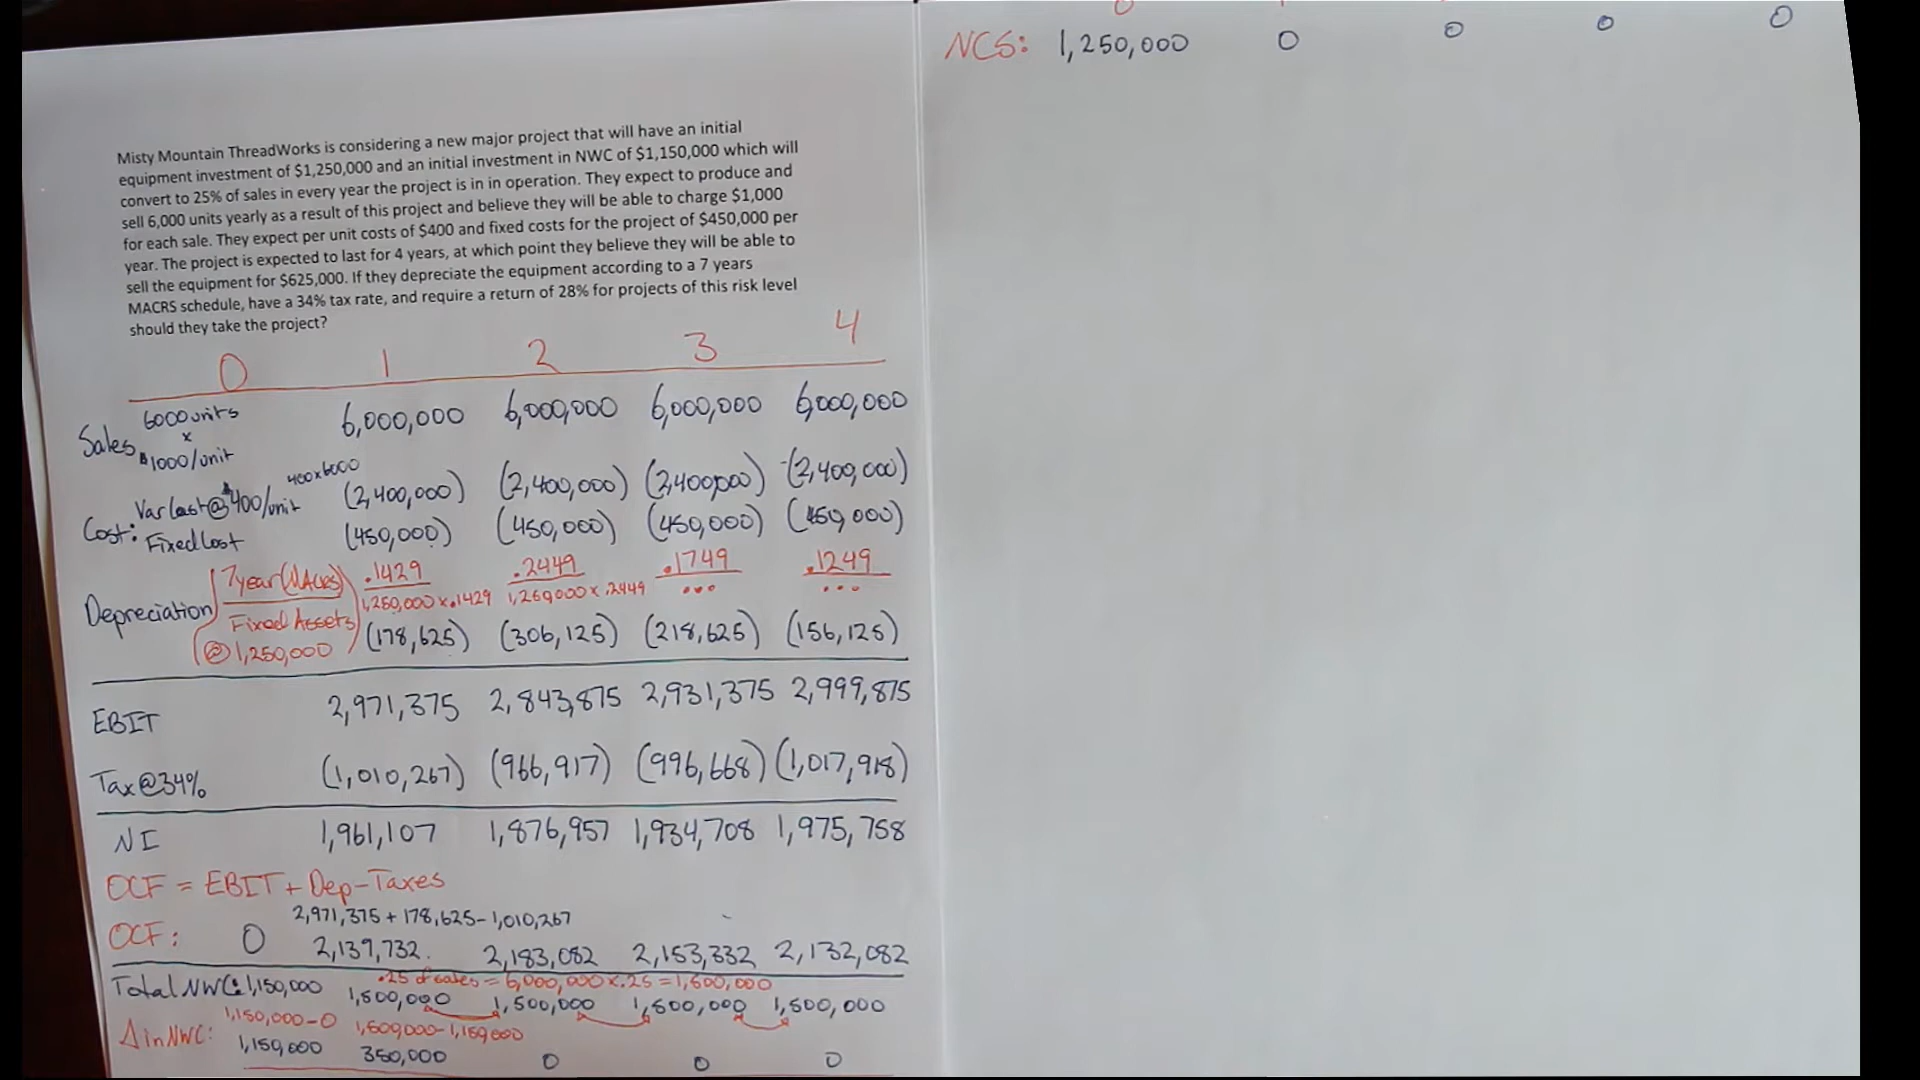 Misty Mountain ThreadWorks is considering a new major project that will have an initial
equipment investment of $1,250,000 and an initial investment in NWC of $1,150,000 which will
convert to 25% of sales in every year the project is in in operation. They expect to produce and
sell 6,000 units yearly as a result of this project and believe they will be able to charge $1,000
for each sale. They expect per unit costs of $400 and fixed costs for the project of $450,000 per
year. The project is expected to last for 4 years, at which point they believe they will be able to
sell the equipment for $625,000. If they depreciate the equipment according to a 7 years
MACRS schedule, have a 34% tax rate, and require a return of 28% for projects of this risk level
should they take the project?
0 1 2 3 4
Sales 6000 units x $1000/unit 6,000,000 6,000,000 6,000,000 6,000,000
400x6000
Cost: Var Cost@$400/unit (2,400,000) (2,400,000) (2,400,000) (2,400,000)
Fixed Cost (450,000) (450,000) (450,000) (450,000)
7year (MACRS) .1429 .2449 .1749 .1249
1,250,000x.1429 1,250,000x.2449 ... ...
Depreciation Fixed Assets @1,250,000 (178,625) (306,125) (218,625) (156,125)
EBIT 2,971,375 2,843,875 2,931,375 2,999,875
Tax@34% (1,010,267) (966,917) (996,668) (1,017,918)
NI 1,961,107 1,876,957 1,934,708 1,975,758
OCF = EBIT + Dep-Taxes
2,971,375 + 178,625 - 1,010,267
OCF: 0 2,139,732. 2,183,082 2,153,332 2,132,082
.25 of sales = 6,000,000 x .25 = 1,500,000
Total NWC: 1,150,000 1,500,000 1,500,000 1,500,000 1,500,000
1,150,000-0 1,500,000-1,150,000
Δ in NWC: 1,150,000 350,000 0 0 0
NCS: 1,250,000 0 0 0 0